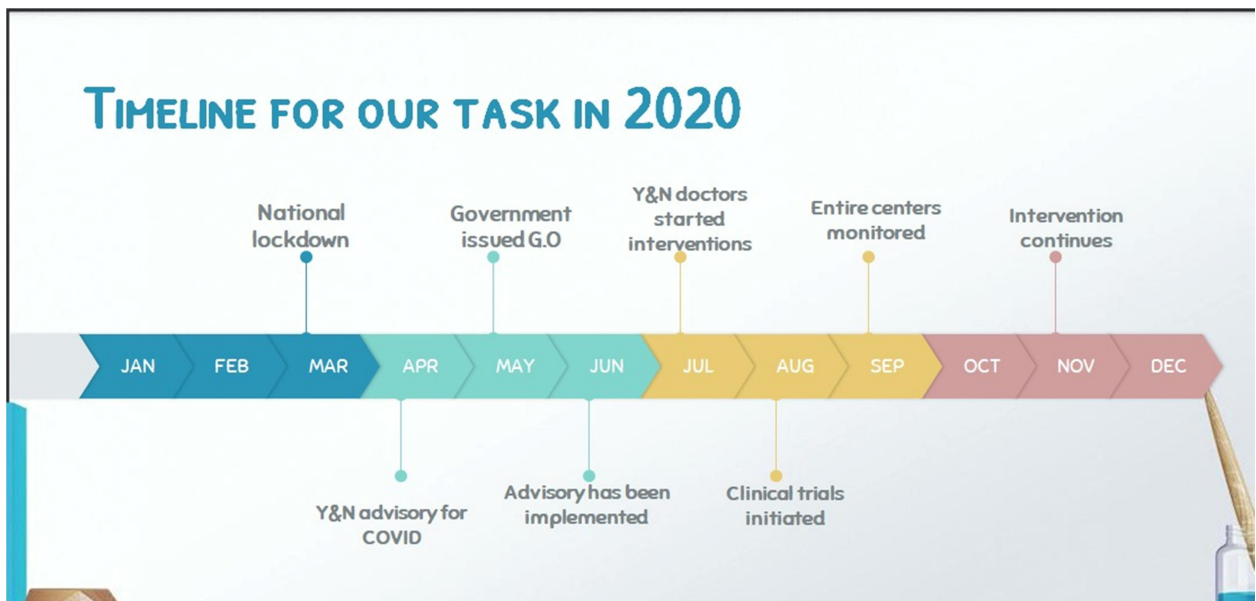 Timeline for our task in 2020
National
lockdown
Government
issued G.O
Y&N doctors
started
interventions
Entire centers
monitored
Intervention
continues
JAN
FEB
MAR
APR
MAY
JUN
JUL
AUG
SEP
OCT
NOV
DEC
Y&N advisory for
COVID
Advisory has been
implemented
Clinical trials
initiated